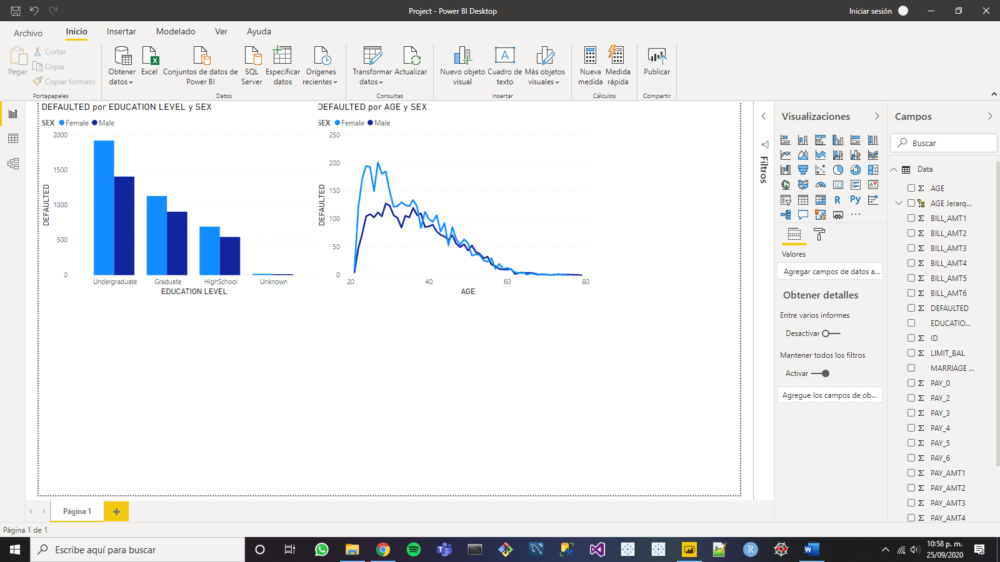 Project - Power BI Desktop
Iniciar sesión
Archivo
Inicio
Insertar
Modelado
Ver
Ayuda
Pegar
Cortar
Copia
Copiar formato
Portapapeles
Obtener datos
Excel
Conjuntos de datos de Power BI
SQL Server
Especificar datos
Orígenes recientes
Datos
Transformar datos
Actualizar
Consultas
Nuevo objeto visual
A
Cuadro de texto
Más objetos visuales
Insertar
Nueva medida
Medida rápida
Cálculos
Publicar
Compartir
DEFAULTED por EDUCATION LEVEL y SEX
SEX Female Male
2000
1500
1000
500
0
DEFAULTED
Undergraduate Graduate HighSchool Unknown
EDUCATION LEVEL
DEFAULTED por AGE y SEX
SEX Female Male
250
200
150
100
50
0
DEFAULTED
20 40 60 80
AGE
Filtros
Visualizaciones
123
R
Py
Valores
Agregar campos de datos a...
Obtener detalles
Entre varios informes
Desactivar
Mantener todos los filtros
Activar
Agregue los campos de ob...
Campos
Buscar
Data
Σ AGE
AGE Jerarq...
Σ BILL_AMT1
Σ BILL_AMT2
Σ BILL_AMT3
Σ BILL_AMT4
Σ BILL_AMT5
Σ BILL_AMT6
Σ DEFAULTED
EDUCATIO...
Σ ID
Σ LIMIT_BAL
MARRIAGE ...
Σ PAY_0
Σ PAY_2
Σ PAY_3
Σ PAY_4
Σ PAY_5
Σ PAY_6
Σ PAY_AMT1
Σ PAY_AMT2
Σ PAY_AMT3
Σ PAY_AMT4
Página 1
Página 1 de 1
Escribe aquí para buscar
R
W
10:58 p. m.
25/09/2020